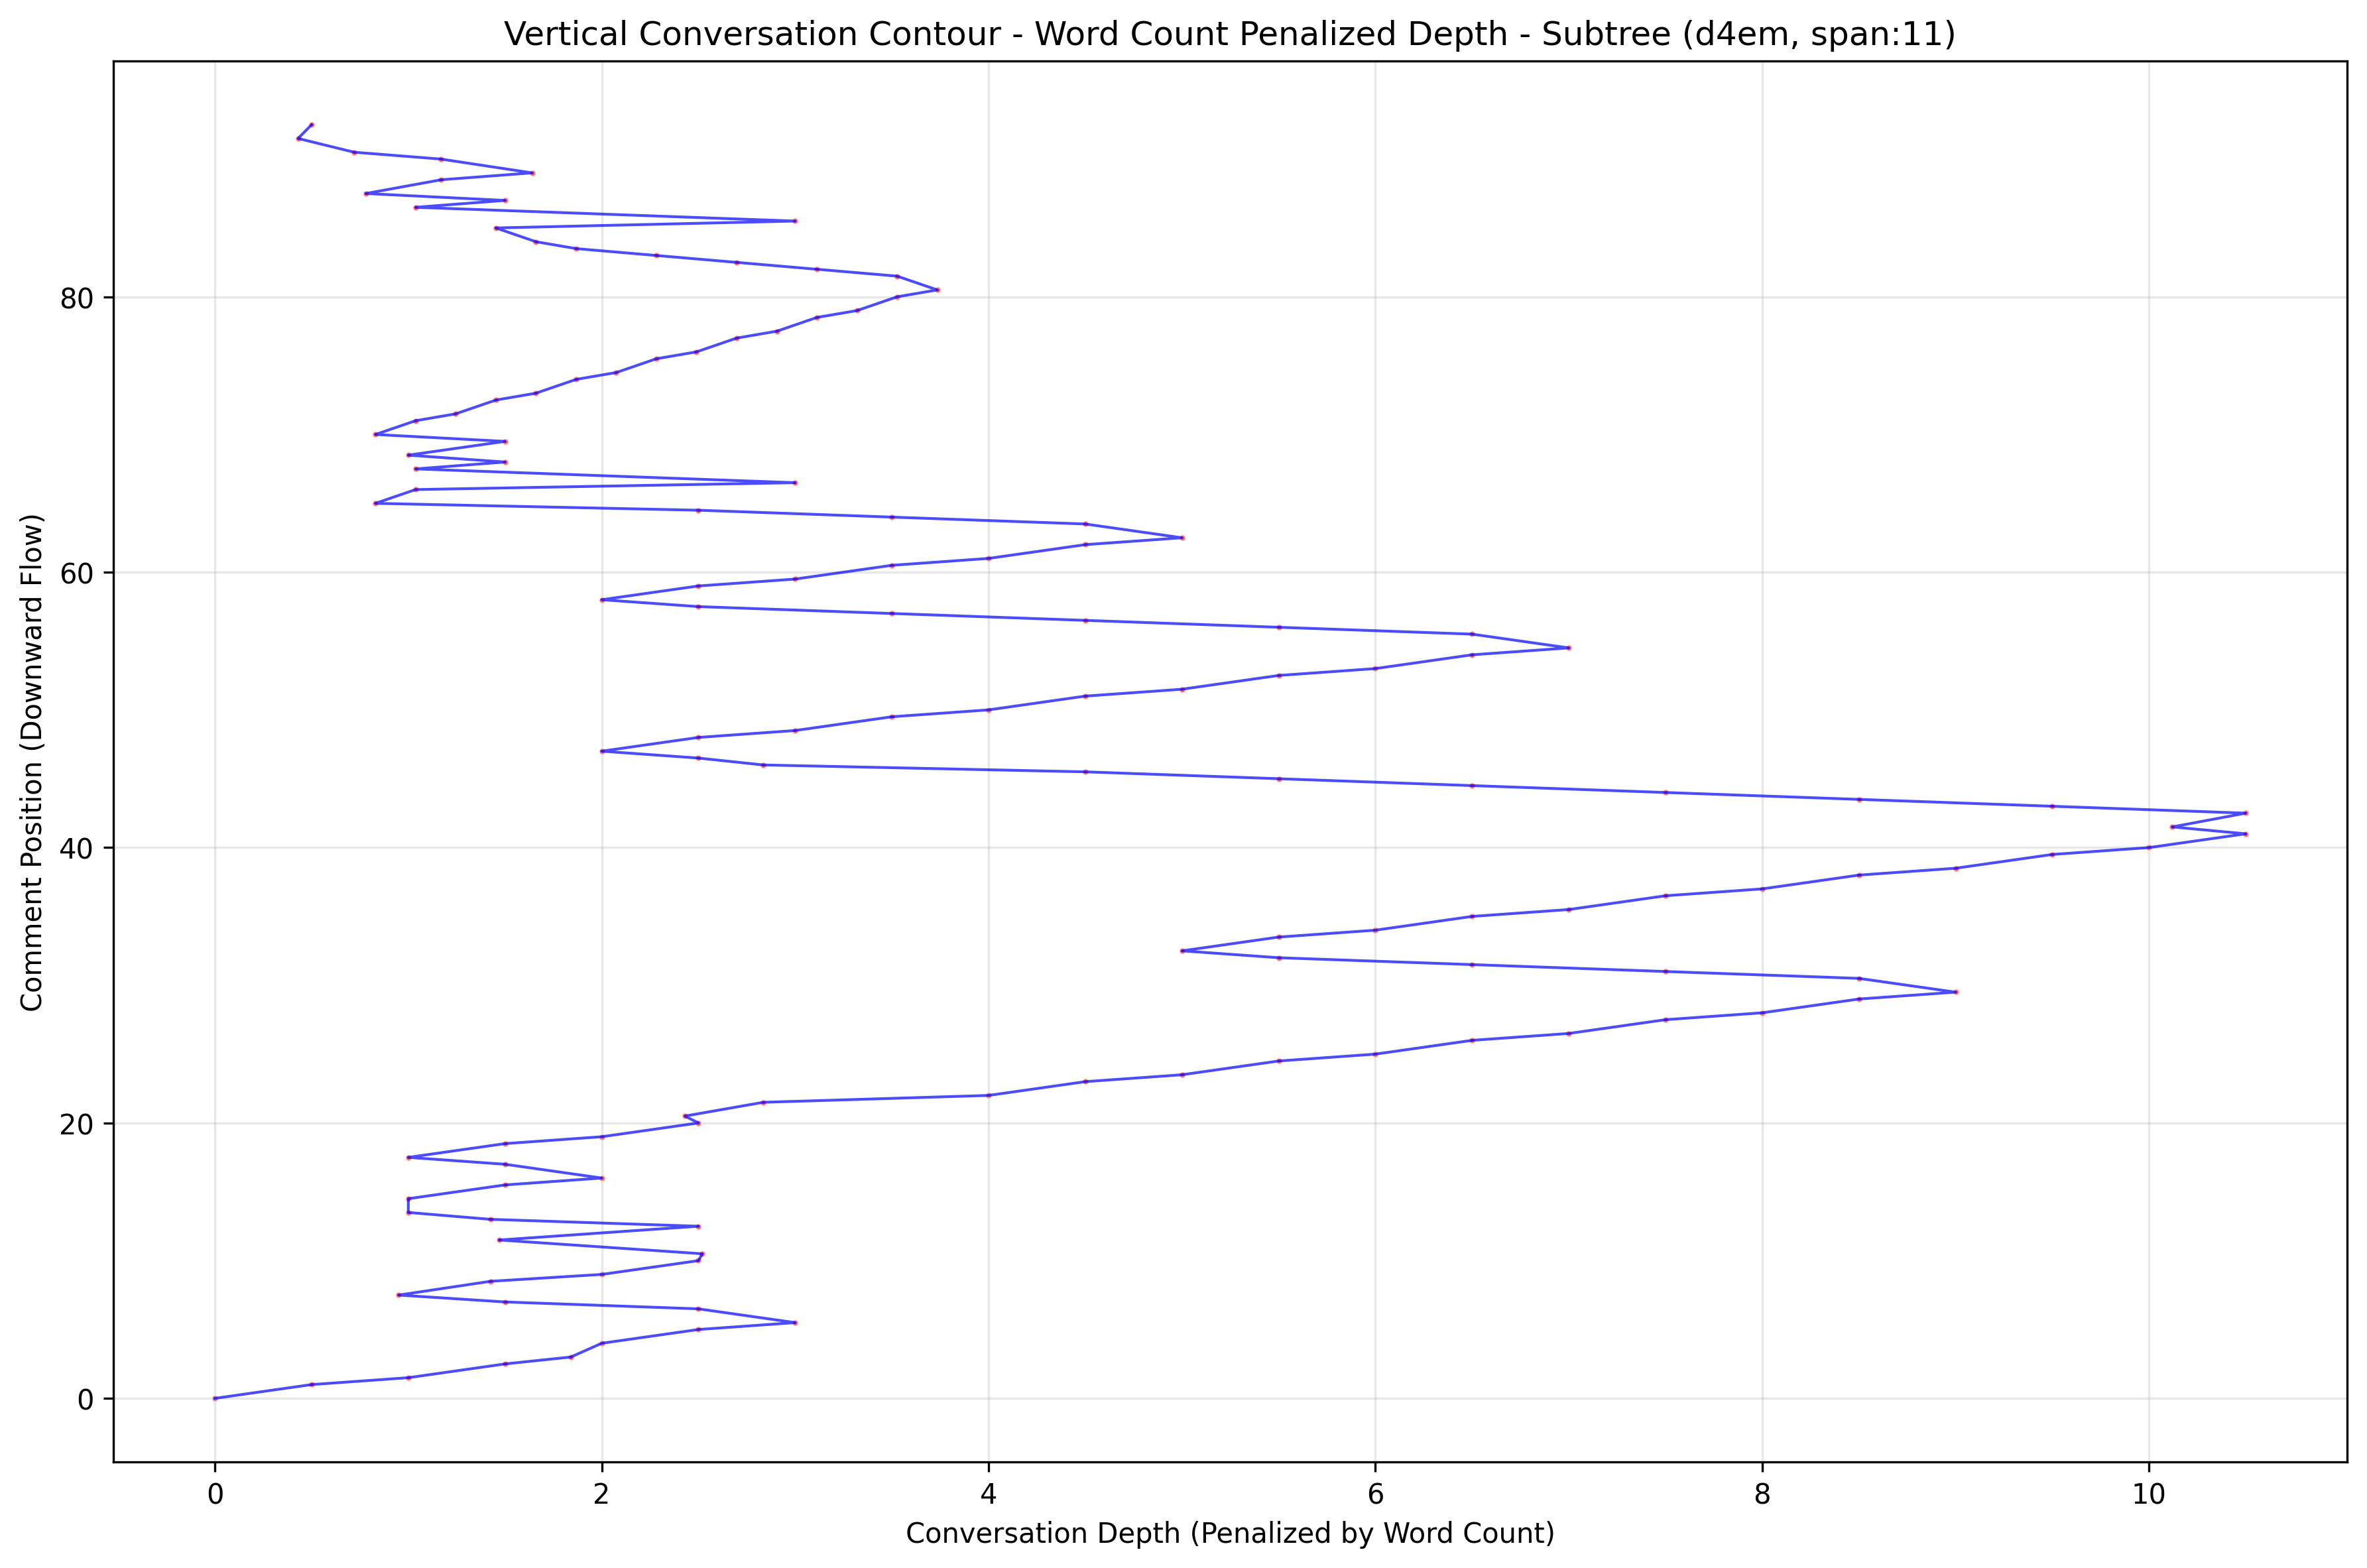 Vertical Conversation Contour - Word Count Penalized Depth - Subtree (d4em, span:11)
Comment Position (Downward Flow)
80
60
40
20
0
0 2 4 6 8 10
Conversation Depth (Penalized by Word Count)